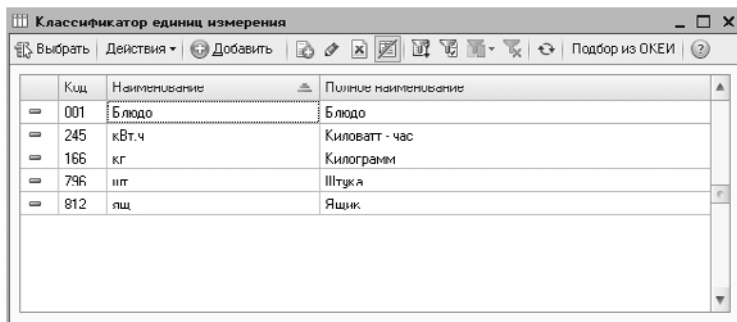 Классификатор единиц измерения
Выбрать Действия Добавить Подбор из ОКЕИ
Код Наименование Полное наименование
001 Блюдо Блюдо
245 кВт.ч Киловатт - час
166 кг Килограмм
796 шт Штука
812 ящ Ящик